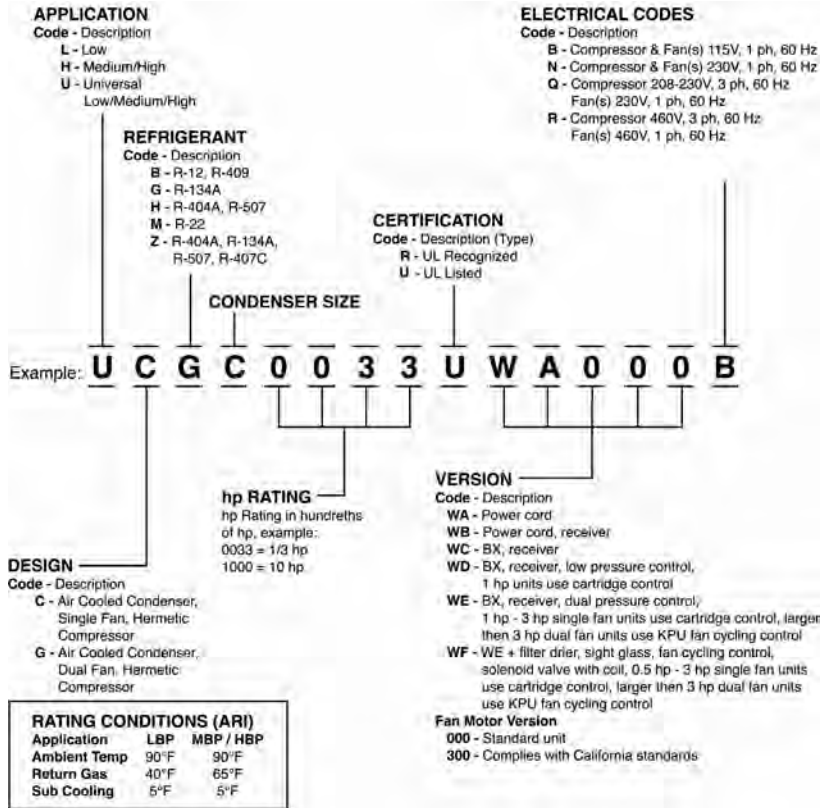 APPLICATION
Code - Description
L - Low
H - Medium/High
U - Universal
Low/Medium/High
REFRIGERANT
Code - Description
B - R-12, R-409
G - R-134A
H - R-404A, R-507
M - R-22
Z - R-404A, R-134A,
R-507, R-407C
CONDENSER SIZE
CERTIFICATION
Code - Description (Type)
R - UL Recognized
U - UL Listed
ELECTRICAL CODES
Code - Description
B - Compressor & Fan(s) 115V, 1 ph, 60 Hz
N - Compressor & Fan(s) 230V, 1 ph, 60 Hz
Q - Compressor 208-230V, 3 ph, 60 Hz
Fan(s) 230V, 1 ph, 60 Hz
R - Compressor 460V, 3 ph, 60 Hz
Fan(s) 460V, 1 ph, 60 Hz
Example: U C G C 0 0 3 3 U W A 0 0 0 B
DESIGN
Code - Description
C - Air Cooled Condenser,
Single Fan, Hermetic
Compressor
G - Air Cooled Condenser,
Dual Fan, Hermetic
Compressor
hp RATING
hp Rating in hundreths
of hp, example:
0033 = 1/3 hp
1000 = 10 hp
VERSION
Code - Description
WA - Power cord
WB - Power cord, receiver
WC - BX, receiver
WD - BX, receiver, low pressure control,
1 hp units use cartridge control
WE - BX, receiver, dual pressure control,
1 hp - 3 hp single fan units use cartridge control, larger
then 3 hp dual fan units use KPU fan cycling control
WF - WE + filter drier, sight glass, fan cycling control,
solenoid valve with coil, 0.5 hp - 3 hp single fan units
use cartridge control, larger then 3 hp dual fan units
use KPU fan cycling control
Fan Motor Version
000 - Standard unit
300 - Complies with California standards
RATING CONDITIONS (ARI)
Application LBP MBP / HBP
Ambient Temp 90°F 90°F
Return Gas 40°F 65°F
Sub Cooling 5°F 5°F